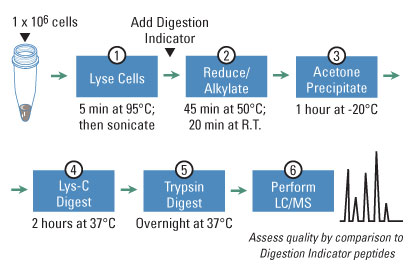 1 x 10⁶ cells
Add Digestion
Indicator
1
Lyse Cells
5 min at 95°C;
then sonicate
2
Reduce/
Alkylate
45 min at 50°C;
20 min at R.T.
3
Acetone
Precipitate
1 hour at -20°C
4
Lys-C
Digest
2 hours at 37°C
5
Trypsin
Digest
Overnight at 37°C
6
Perform
LC/MS
Assess quality by comparison to
Digestion Indicator peptides